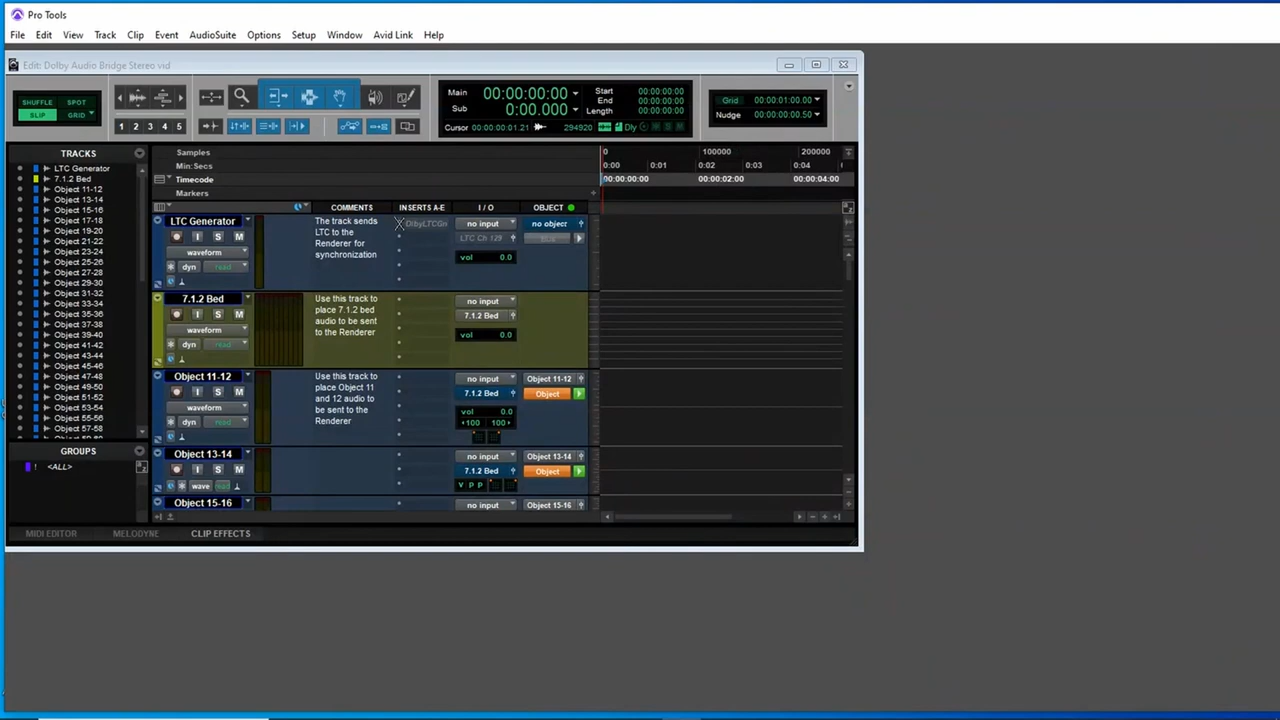 Pro Tools
File Edit View Track Clip Event AudioSuite Options Setup Window Avid Link Help
Edit: Dolby Audio Bridge Stereo vid
SHUFFLE SPOT
SLIP GRID
1 2 3 4 5
Main 00:00:00:00
Sub 0:00.000
Start 00:00:00:00
End 00:00:00:00
Length 00:00:00:00
Cursor 00:00:00:01.21 294920 Dly
Grid 00:00:01:00.00
Nudge 00:00:00:00.50
TRACKS
LTC Generator
7.1.2 Bed
Object 11-12
Object 13-14
Object 15-16
Object 17-18
Object 19-20
Object 21-22
Object 23-24
Object 25-26
Object 27-28
Object 29-30
Object 31-32
Object 33-34
Object 35-36
Object 37-38
Object 39-40
Object 41-42
Object 43-44
Object 45-46
Object 47-48
Object 49-50
Object 51-52
Object 53-54
Object 55-56
Object 57-58
GROUPS
! <ALL>
Samples 0 100000 200000
Min:Secs 0:00 0:01 0:02 0:03 0:04
Timecode 00:00:00:00 00:00:02:00 00:00:04:00
Markers
COMMENTS INSERTS A-E I / O OBJECT
LTC Generator
I S M
waveform
dyn read
The track sends
LTC to the
Renderer for
synchronization
no input
LTC Ch 129
vol 0.0
no object
7.1.2 Bed
I S M
waveform
dyn read
Use this track to
place 7.1.2 bed
audio to be sent
to the Renderer
no input
7.1.2 Bed
vol 0.0
Object 11-12
I S M
waveform
dyn read
Use this track to
place Object 11
and 12 audio to
be sent to the
Renderer
no input
7.1.2 Bed
vol 0.0
100 100
Object 11-12
Object
Object 13-14
I S M
wave read
no input
7.1.2 Bed
V P P
Object 13-14
Object
Object 15-16
no input
Object 15-16
MIDI EDITOR MELODYNE CLIP EFFECTS